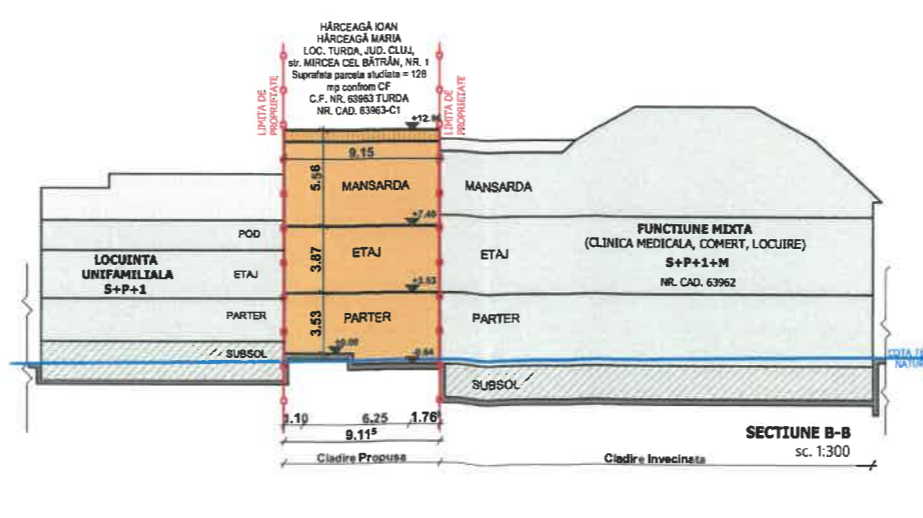 HĂRCEAGĂ IOAN
HĂRCEAGĂ MARIA
LOC. TURDA, JUD. CLUJ,
str. MIRCEA CEL BĂTRÂN, NR. 1
Suprafata parcela studiata = 128
mp confrom CF
C.F. NR. 63963 TURDA
NR. CAD. 63963-C1
LIMITA DE
PROPRIETATE
LIMITA DE
PROPRIETATE
9.15
5.56
MANSARDA
MANSARDA
+7.40
POD
FUNCTIUNE MIXTA
(CLINICA MEDICALA, COMERT, LOCUIRE)
S+P+1+M
NR. CAD. 63962
LOCUINTA
UNIFAMILIALA
S+P+1
ETAJ
3.87
ETAJ
ETAJ
+3.53
PARTER
3.53
PARTER
PARTER
SUBSOL
±0.00
SUBSOL
1.10
6.25
1.76⁵
9.11⁵
SECTIUNE B-B
sc. 1:300
Cladire Propusa
Cladire Invecinata